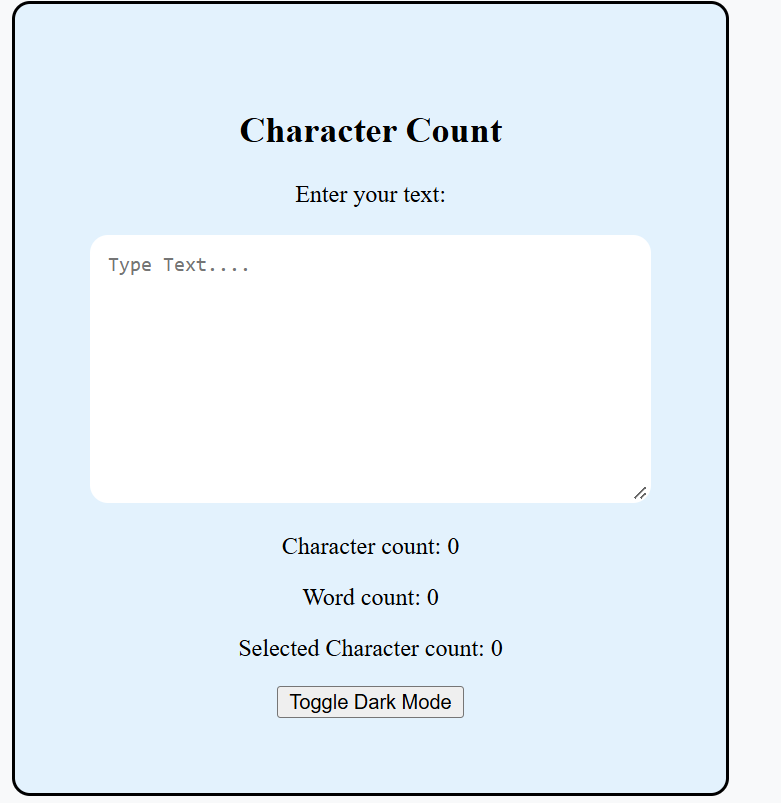 Character Count
Enter your text:
Type Text....
Character count: 0
Word count: 0
Selected Character count: 0
Toggle Dark Mode